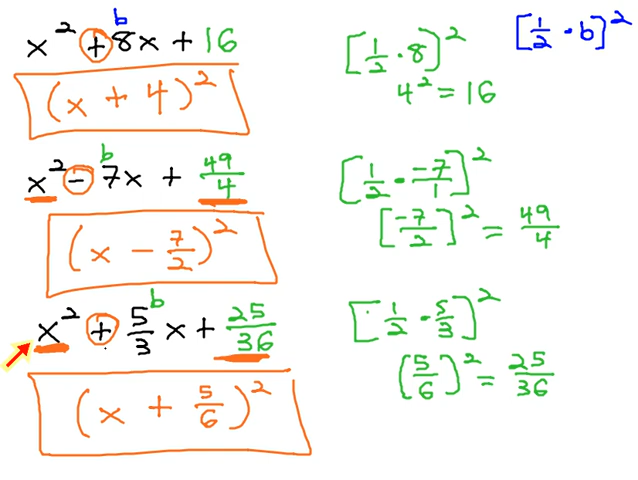 b
x² + 8x + 16
(x + 4)²
b
x² - 7x + 49/4
(x - 7/2)²
b
x² + 5/3 x + 25/36
(x + 5/6)²
[1/2 · b]²
[1/2 · 8]²
4² = 16
[1/2 · -7/1]²
[-7/2]² = 49/4
[1/2 · 5/3]²
(5/6)² = 25/36